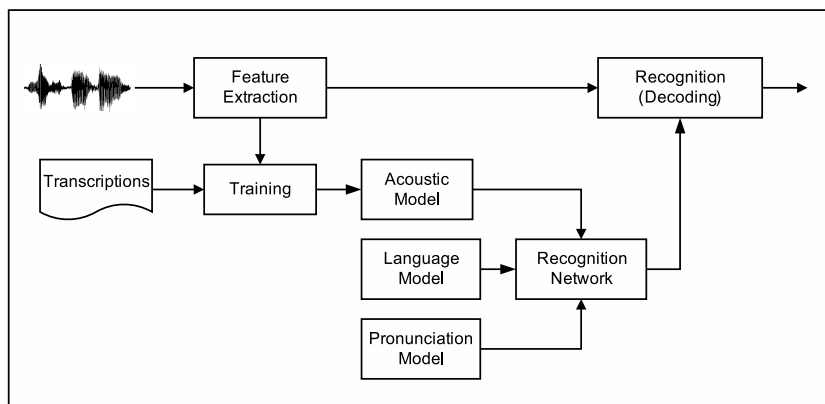 Feature
Extraction
Recognition
(Decoding)
Transcriptions
Training
Acoustic
Model
Language
Model
Recognition
Network
Pronunciation
Model